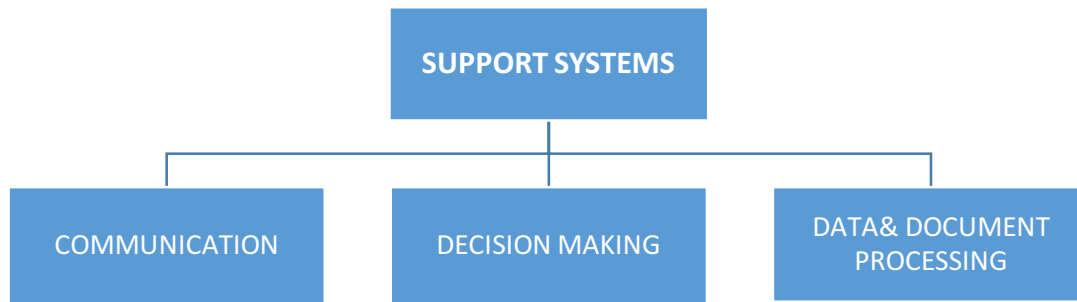 SUPPORT SYSTEMS
COMMUNICATION
DECISION MAKING
DATA& DOCUMENT
PROCESSING